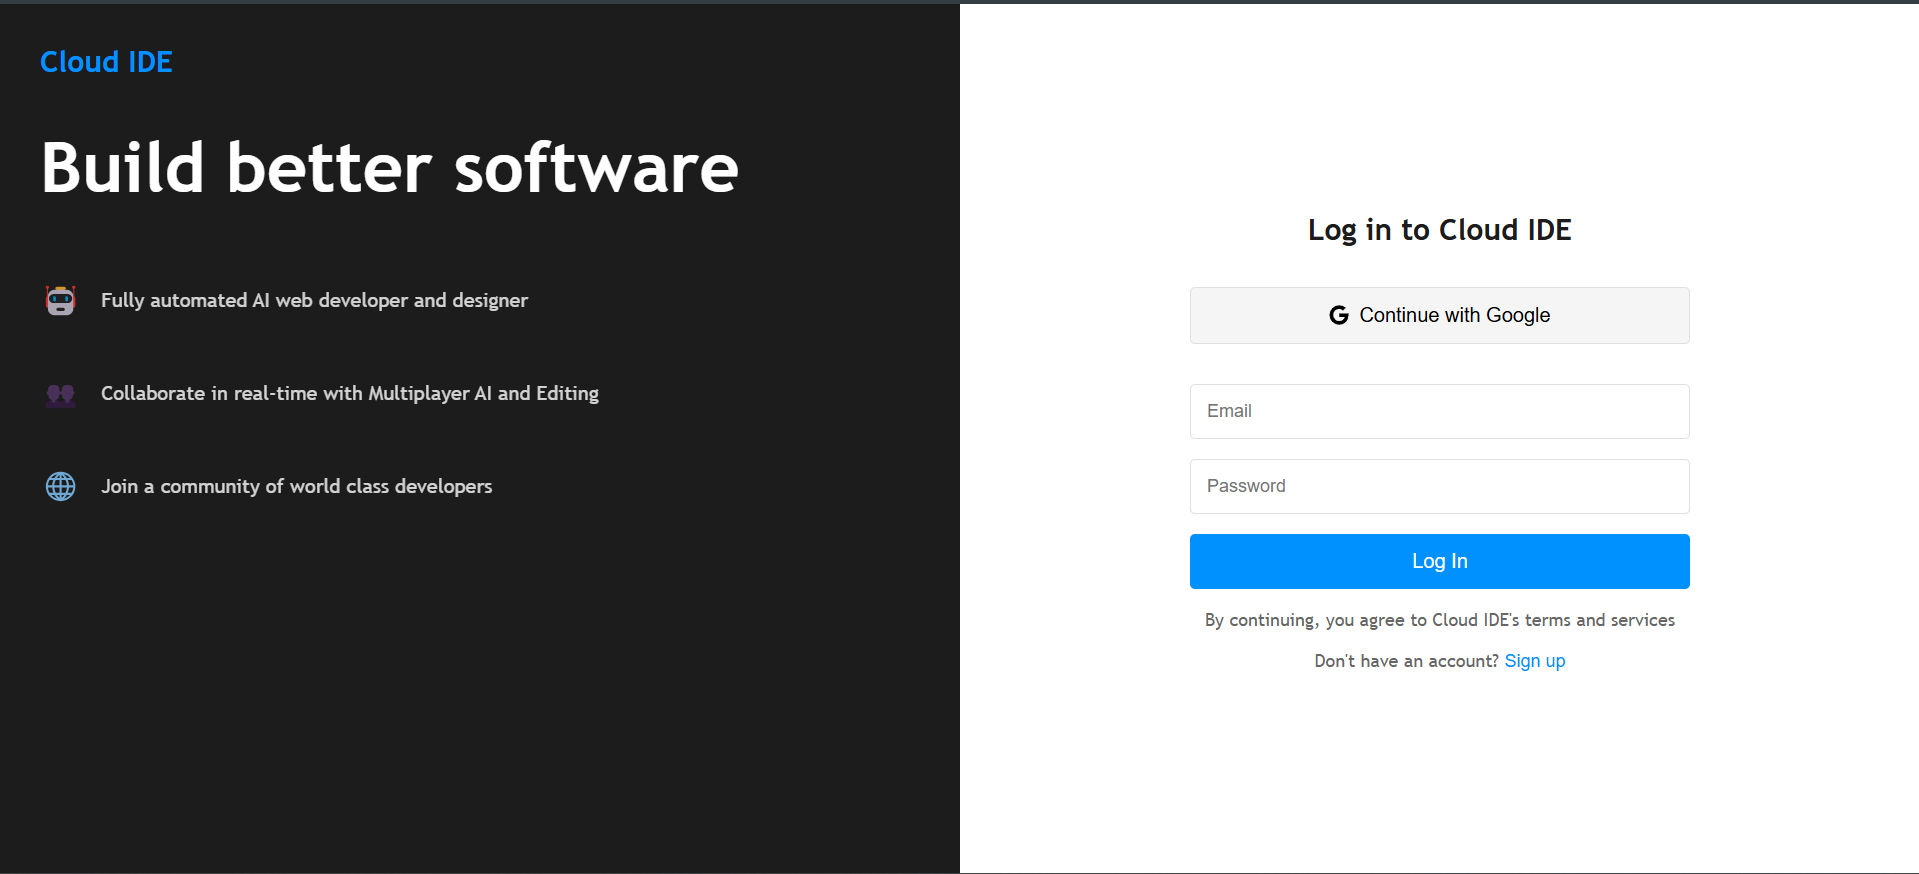 Cloud IDE
Build better software
Fully automated AI web developer and designer
Collaborate in real-time with Multiplayer AI and Editing
Join a community of world class developers
Log in to Cloud IDE
Continue with Google
Email
Password
Log In
By continuing, you agree to Cloud IDE's terms and services
Don't have an account? Sign up